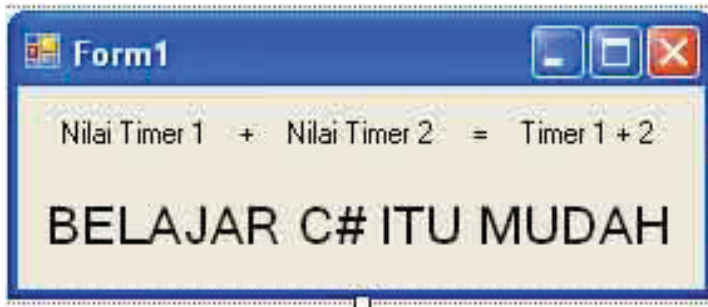 Form1
Nilai Timer 1 + Nilai Timer 2 = Timer 1 + 2
BELAJAR C# ITU MUDAH